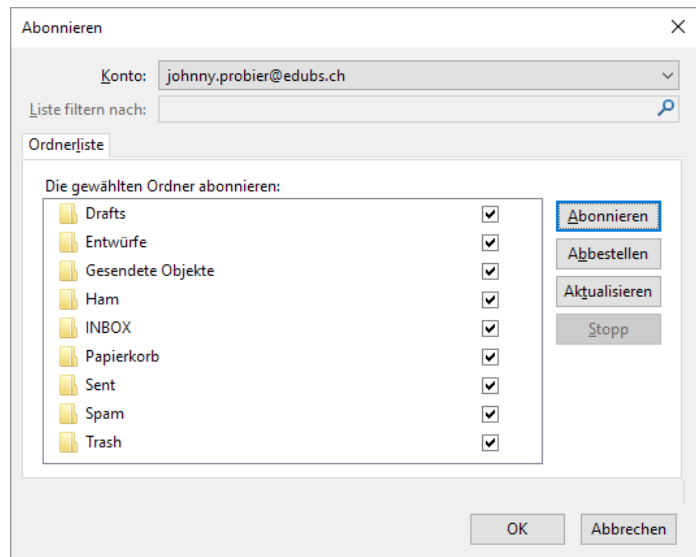 Abonnieren
Konto: johnny.probier@edubs.ch
Liste filtern nach:
Ordnerliste
Die gewählten Ordner abonnieren:
Drafts
Entwürfe
Gesendete Objekte
Ham
INBOX
Papierkorb
Sent
Spam
Trash
Abonnieren
Abbestellen
Aktualisieren
Stopp
OK Abbrechen